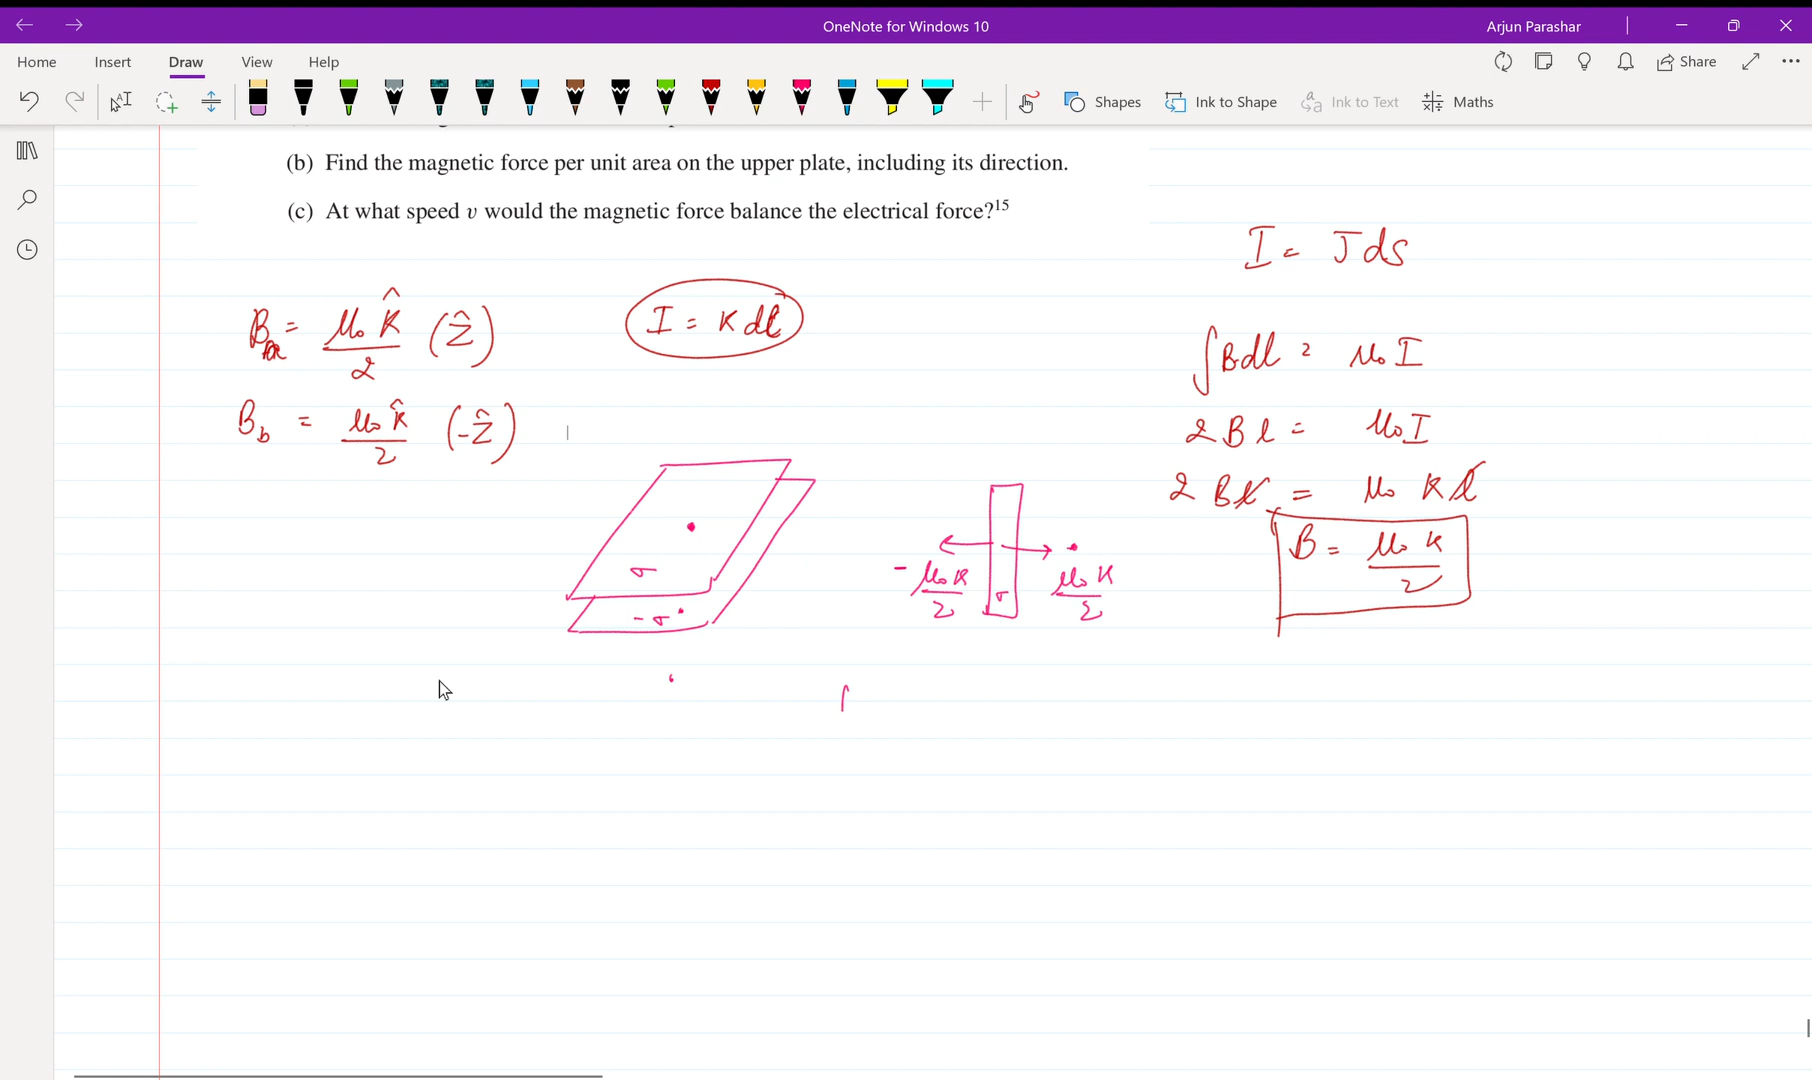 OneNote for Windows 10
Arjun Parashar
Home Insert Draw View Help
Share
Shapes Ink to Shape Ink to Text Maths
(b) Find the magnetic force per unit area on the upper plate, including its direction.
(c) At what speed v would the magnetic force balance the electrical force?¹⁵
I = J ds
B = μ₀ K̂ / 2 (ẑ)
I = K dl
∫B dl = μ₀ I
B_b = μ₀ K̂ / 2 (-ẑ)
2 B l = μ₀ I
2 B l = μ₀ K l
B = μ₀ K / 2
σ
-σ
- μ₀ K / 2
σ
μ₀ K / 2